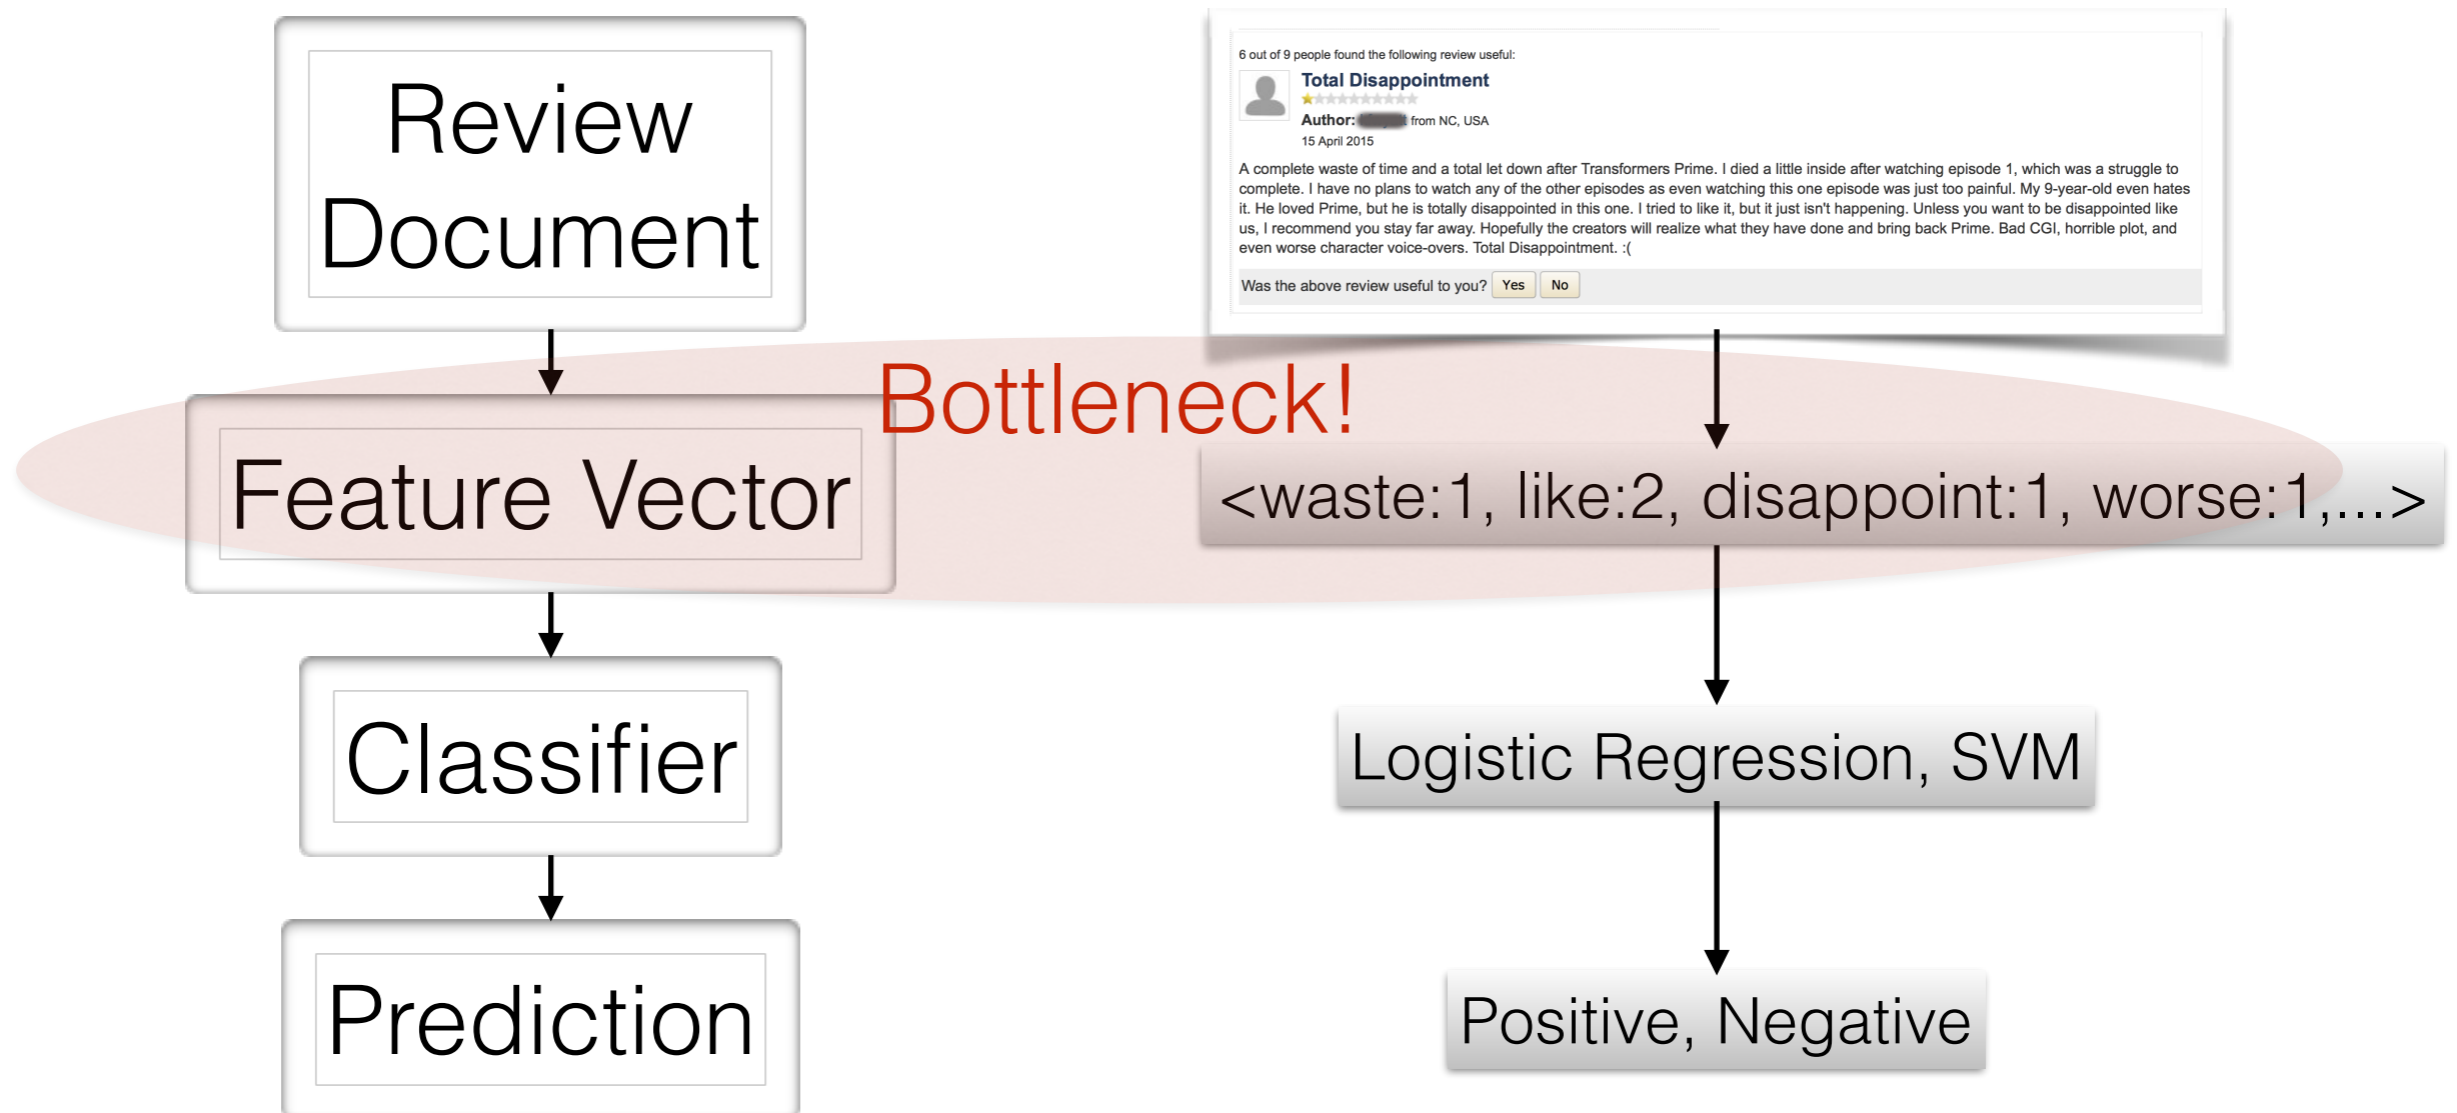 Review
Document
6 out of 9 people found the following review useful:
Total Disappointment
Author: from NC, USA
15 April 2015
A complete waste of time and a total let down after Transformers Prime. I died a little inside after watching episode 1, which was a struggle to
complete. I have no plans to watch any of the other episodes as even watching this one episode was just too painful. My 9-year-old even hates
it. He loved Prime, but he is totally disappointed in this one. I tried to like it, but it just isn't happening. Unless you want to be disappointed like
us, I recommend you stay far away. Hopefully the creators will realize what they have done and bring back Prime. Bad CGI, horrible plot, and
even worse character voice-overs. Total Disappointment. :(
Was the above review useful to you? Yes No
Bottleneck!
Feature Vector
<waste:1, like:2, disappoint:1, worse:1,...>
Classifier
Logistic Regression, SVM
Prediction
Positive, Negative